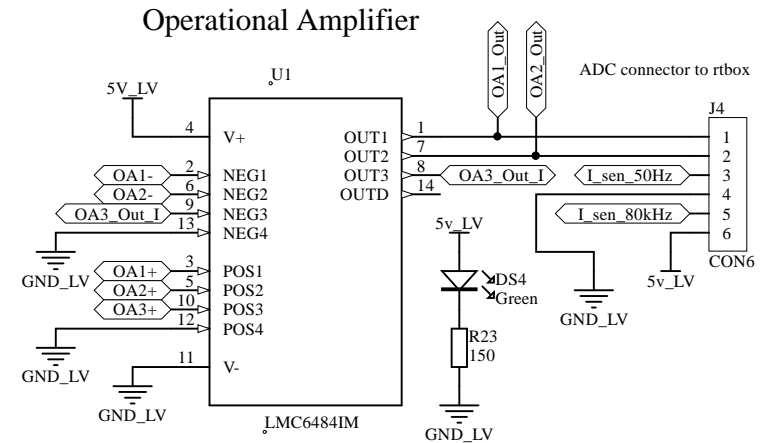 Operational Amplifier
OA1_Out
OA2_Out
ADC connector to rtbox
U1
5V_LV
J4
4 V+
OUT1 1
1
OUT2 7
2
2 NEG1
OA1-
OUT3 8
OA3_Out_I
I_sen_50Hz
3
6 NEG2
OA2-
OUTD 14
4
9 NEG3
OA3_Out_I
I_sen_80kHz
5
13 NEG4
5v_LV
6
CON6
GND_LV
3 POS1
OA1+
DS4
5v_LV
5 POS2
OA2+
Green
10 POS3
OA3+
GND_LV
12 POS4
R23
150
11 V-
GND_LV
GND_LV
LMC6484IM
GND_LV